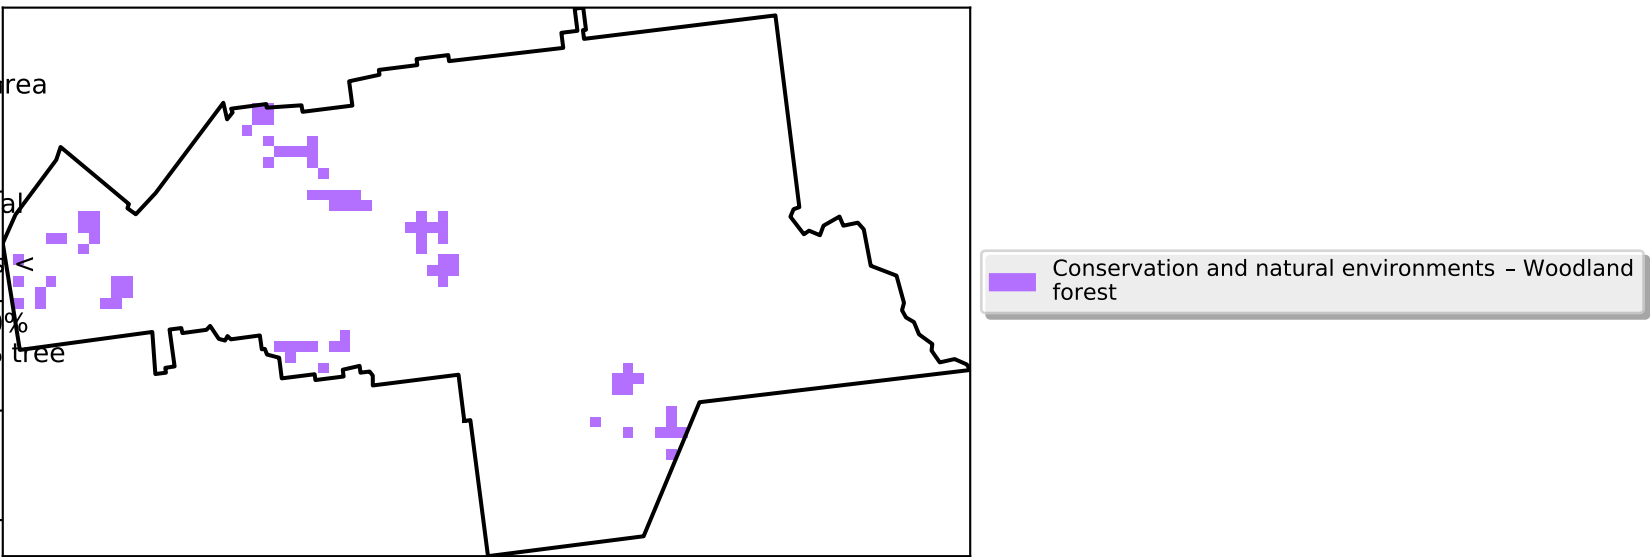 rea
al
<
%
tree
Conservation and natural environments – Woodland
forest